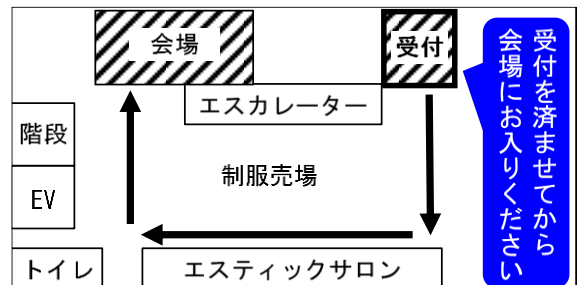 会場
受付
受付を済ませてから
会場にお入りください
エスカレーター
階段
制服売場
EV
トイレ
エスティックサロン